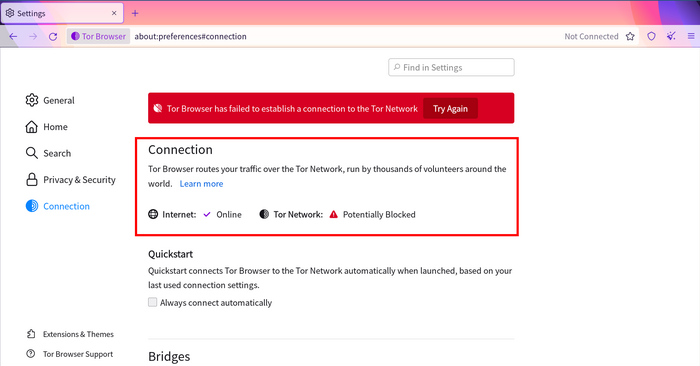 Settings
Tor Browser
about:preferences#connection
Not Connected
Find in Settings
General
Home
Search
Privacy & Security
Connection
Extensions & Themes
Tor Browser Support
Tor Browser has failed to establish a connection to the Tor Network
Try Again
Connection
Tor Browser routes your traffic over the Tor Network, run by thousands of volunteers around the
world. Learn more
Internet: Online Tor Network: Potentially Blocked
Quickstart
Quickstart connects Tor Browser to the Tor Network automatically when launched, based on your
last used connection settings.
Always connect automatically
Bridges